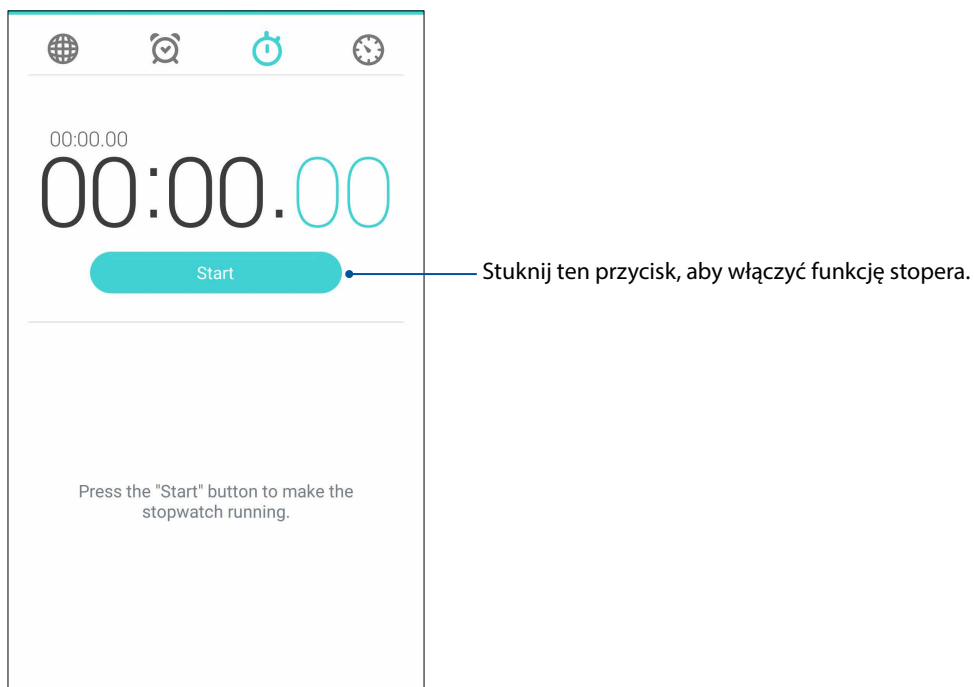 00:00.00
00:00.00
Start
Stuknij ten przycisk, aby włączyć funkcję stopera.
Press the "Start" button to make the
stopwatch running.